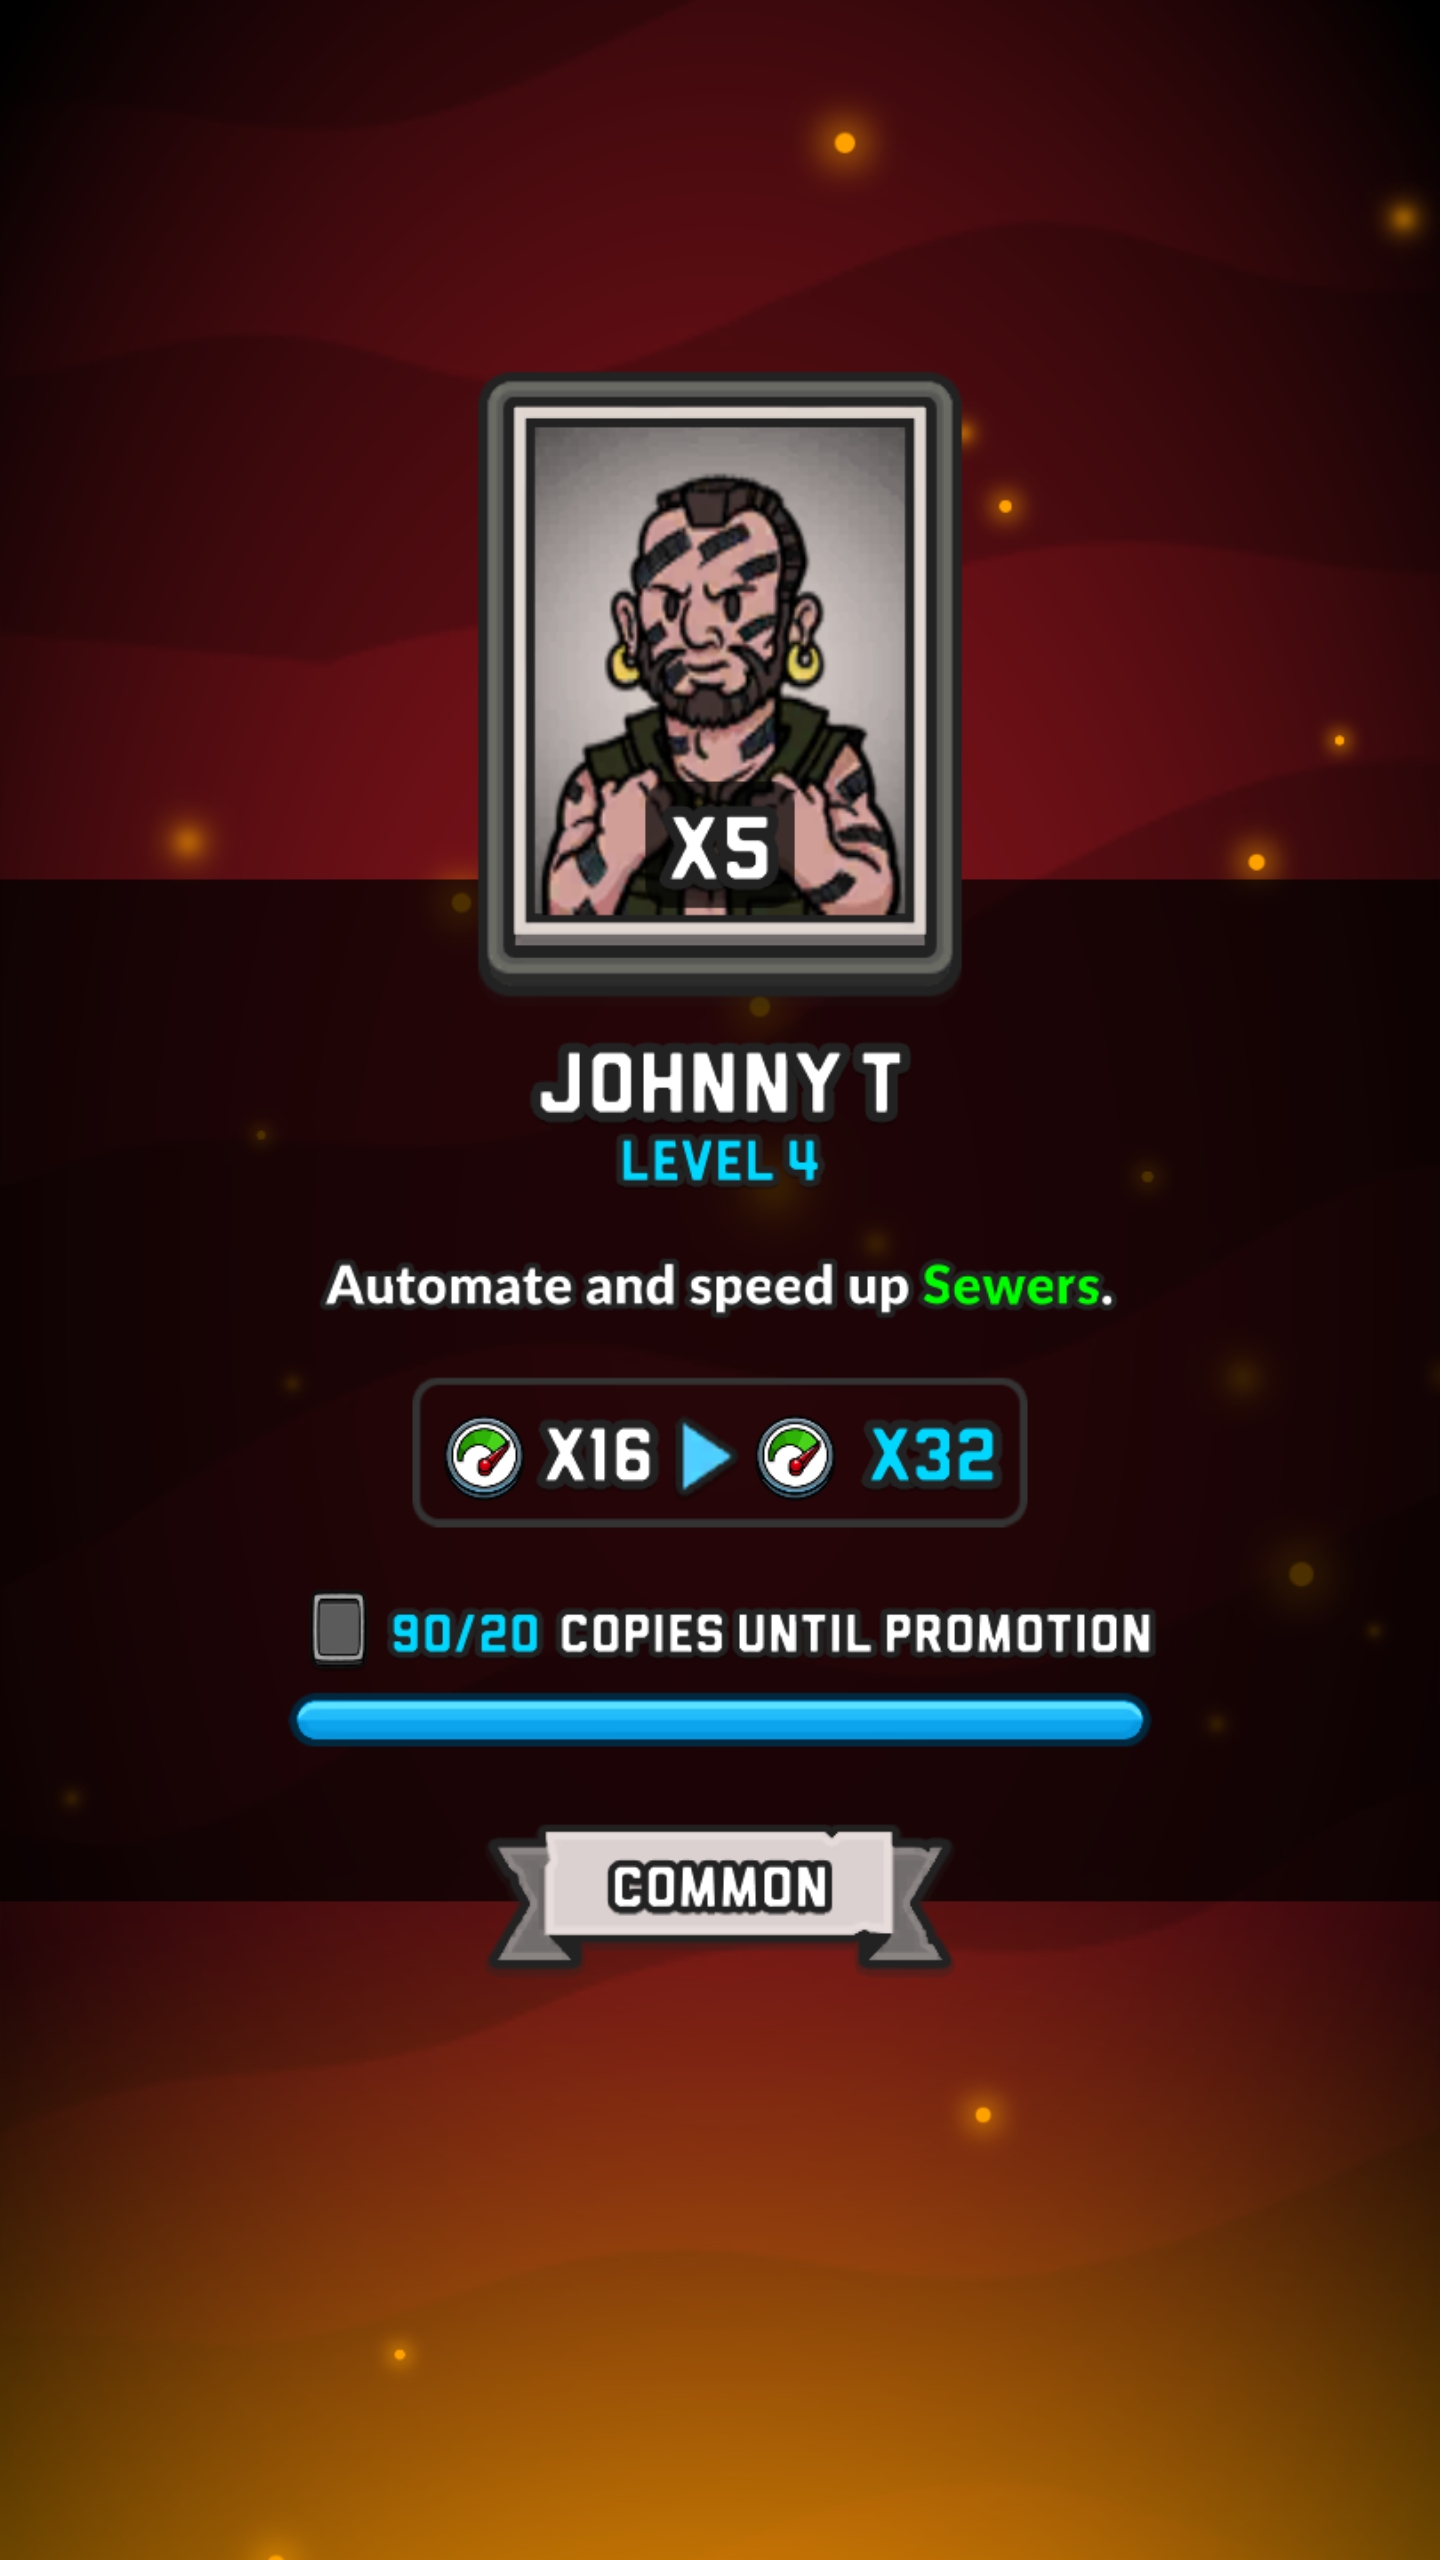 X5
JOHNNY T
LEVEL 4
Automate and speed up Sewers.
X16 X32
90/20 COPIES UNTIL PROMOTION
COMMON